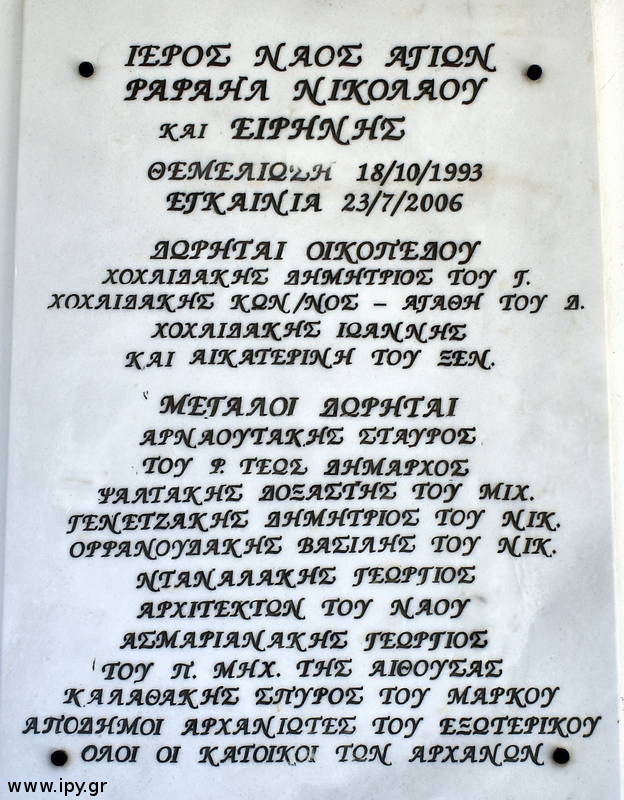 ΙΕΡΟΣ ΝΑΟΣ ΑΓΙΩΝ
ΡΑΡΑΗΛ ΝΙΚΟΛΑΟΥ
ΚΑΙ ΕΙΡΗΝΗΣ
ΘΕΜΕΛΙΩΣΗ 18/10/1993
ΕΓΚΑΙΝΙΑ 23/7/2006
ΔΩΡΗΤΑΙ ΟΙΚΟΠΕΔΟΥ
ΧΟΧΛΙΔΑΚΗΣ ΔΗΜΗΤΡΙΟΣ ΤΟΥ Γ.
ΧΟΧΛΙΔΑΚΗΣ ΚΩΝ/ΝΟΣ – ΑΓΑΘΗ ΤΟΥ Δ.
ΧΟΧΛΙΔΑΚΗΣ ΙΩΑΝΝΗΣ
ΚΑΙ ΑΙΚΑΤΕΡΙΝΗ ΤΟΥ ΞΕΝ.
ΜΕΓΑΛΟΙ ΔΩΡΗΤΑΙ
ΑΡΝΑΟΥΤΑΚΗΣ ΣΤΑΥΡΟΣ
ΤΟΥ Ρ. ΤΕΩΣ ΔΗΜΑΡΧΟΣ
ΨΑΛΤΑΚΗΣ ΔΟΞΑΣΤΗΣ ΤΟΥ ΜΙΧ.
ΓΕΝΕΤΖΑΚΗΣ ΔΗΜΗΤΡΙΟΣ ΤΟΥ ΝΙΚ.
ΟΡΡΑΝΟΥΔΑΚΗΣ ΒΑΣΙΛΗΣ ΤΟΥ ΝΙΚ.
ΝΤΑΝΑΛΑΚΗΣ ΓΕΩΡΓΙΟΣ
ΑΡΧΙΤΕΚΤΩΝ ΤΟΥ ΝΑΟΥ
ΑΣΜΑΡΙΑΝΑΚΗΣ ΓΕΩΡΓΙΟΣ
ΤΟΥ Π. ΜΗΧ. ΤΗΣ ΑΙΘΟΥΣΑΣ
ΚΑΛΑΘΑΚΗΣ ΣΠΥΡΟΣ ΤΟΥ ΜΑΡΚΟΥ
ΑΠΟΔΗΜΟΙ ΑΡΧΑΝΙΩΤΕΣ ΤΟΥ ΕΞΩΤΕΡΙΚΟΥ
ΟΛΟΙ ΟΙ ΚΑΤΟΙΚΟΙ ΤΩΝ ΑΡΧΑΝΩΝ
www.ipy.gr